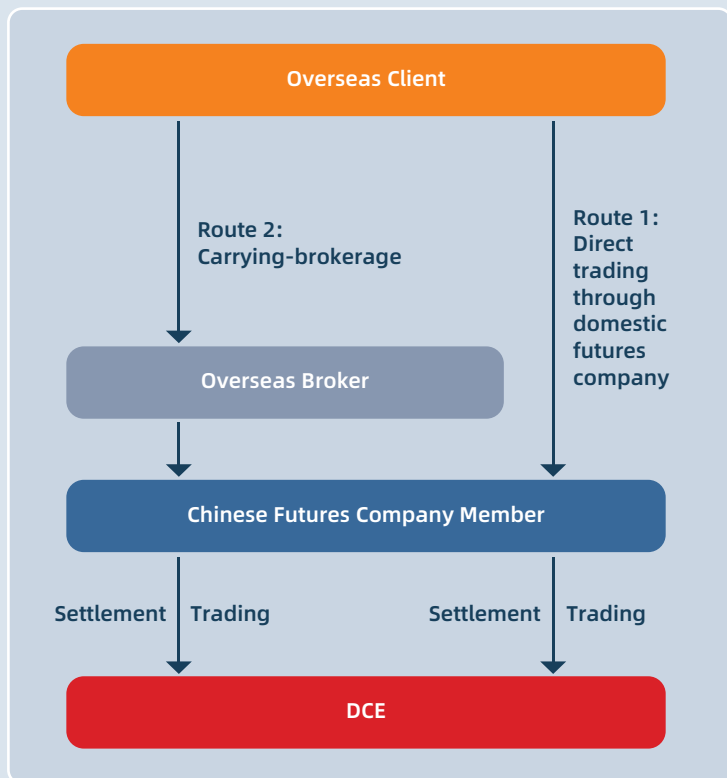 Overseas Client
Route 2:
Carrying-brokerage
Route 1:
Direct
trading
through
domestic
futures
company
Overseas Broker
Chinese Futures Company Member
Settlement Trading
Settlement Trading
DCE